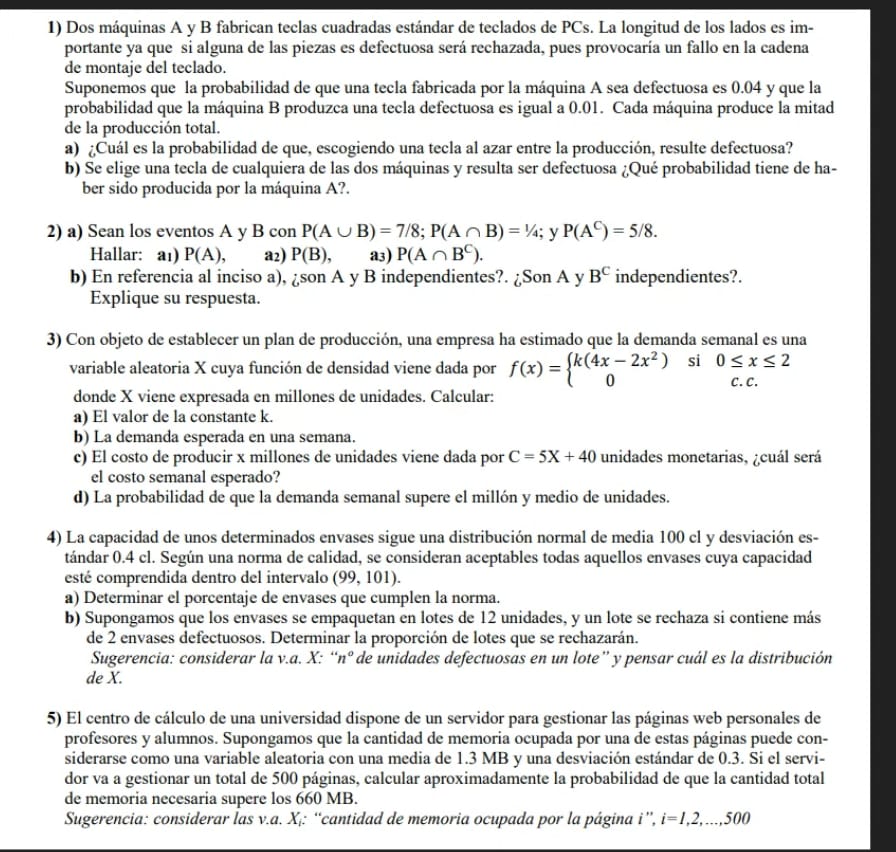 1) Dos máquinas A y B fabrican teclas cuadradas estándar de teclados de PCs. La longitud de los lados es im-
portante ya que si alguna de las piezas es defectuosa será rechazada, pues provocaría un fallo en la cadena
de montaje del teclado.
Suponemos que la probabilidad de que una tecla fabricada por la máquina A sea defectuosa es 0.04 y que la
probabilidad que la máquina B produzca una tecla defectuosa es igual a 0.01. Cada máquina produce la mitad
de la producción total.
a) ¿Cuál es la probabilidad de que, escogiendo una tecla al azar entre la producción, resulte defectuosa?
b) Se elige una tecla de cualquiera de las dos máquinas y resulta ser defectuosa ¿Qué probabilidad tiene de ha-
ber sido producida por la máquina A?.
2) a) Sean los eventos A y B con P(A ∪ B) = 7/8; P(A ∩ B) = ¼; y P(Aᶜ) = 5/8.
Hallar: a₁) P(A), a₂) P(B), a₃) P(A ∩ Bᶜ).
b) En referencia al inciso a), ¿son A y B independientes?. ¿Son A y Bᶜ independientes?.
Explique su respuesta.
3) Con objeto de establecer un plan de producción, una empresa ha estimado que la demanda semanal es una
variable aleatoria X cuya función de densidad viene dada por f(x) = { k(4x − 2x²) si 0 ≤ x ≤ 2
0 c.c.
donde X viene expresada en millones de unidades. Calcular:
a) El valor de la constante k.
b) La demanda esperada en una semana.
c) El costo de producir x millones de unidades viene dada por C = 5X + 40 unidades monetarias, ¿cuál será
el costo semanal esperado?
d) La probabilidad de que la demanda semanal supere el millón y medio de unidades.
4) La capacidad de unos determinados envases sigue una distribución normal de media 100 cl y desviación es-
tándar 0.4 cl. Según una norma de calidad, se consideran aceptables todas aquellos envases cuya capacidad
esté comprendida dentro del intervalo (99, 101).
a) Determinar el porcentaje de envases que cumplen la norma.
b) Supongamos que los envases se empaquetan en lotes de 12 unidades, y un lote se rechaza si contiene más
de 2 envases defectuosos. Determinar la proporción de lotes que se rechazarán.
Sugerencia: considerar la v.a. X: “nº de unidades defectuosas en un lote” y pensar cuál es la distribución
de X.
5) El centro de cálculo de una universidad dispone de un servidor para gestionar las páginas web personales de
profesores y alumnos. Supongamos que la cantidad de memoria ocupada por una de estas páginas puede con-
siderarse como una variable aleatoria con una media de 1.3 MB y una desviación estándar de 0.3. Si el servi-
dor va a gestionar un total de 500 páginas, calcular aproximadamente la probabilidad de que la cantidad total
de memoria necesaria supere los 660 MB.
Sugerencia: considerar las v.a. Xᵢ: “cantidad de memoria ocupada por la página i”, i=1,2,...,500